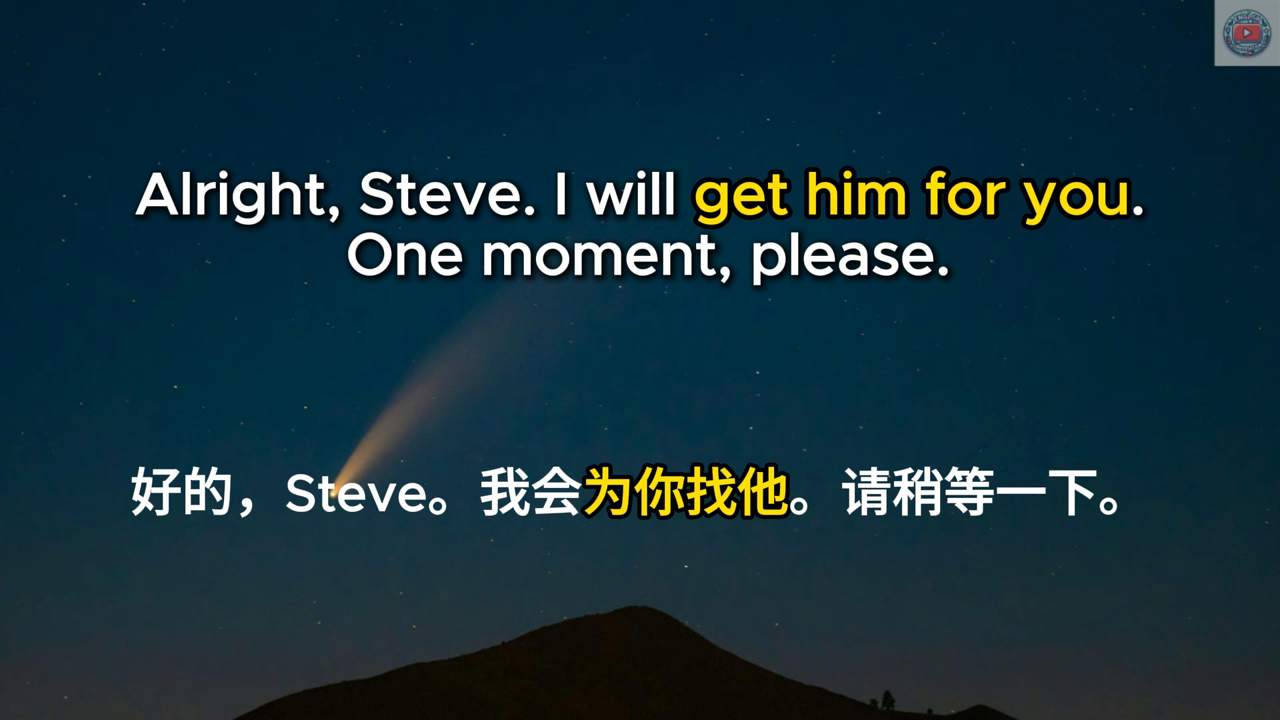 Alright, Steve. I will get him for you.
One moment, please.
好的，Steve。我会为你找他。请稍等一下。